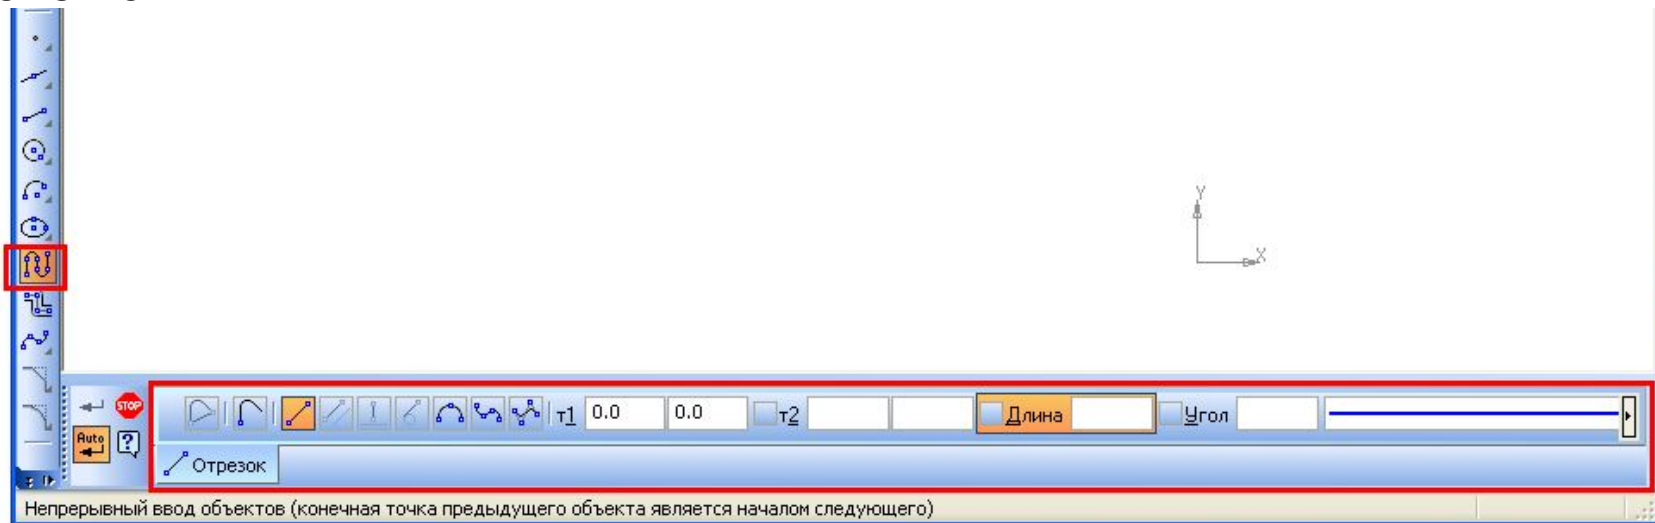 Y
X
STOP
т1 0.0 0.0 т2 Длина Угол
Auto
?
Отрезок
Непрерывный ввод объектов (конечная точка предыдущего объекта является началом следующего)